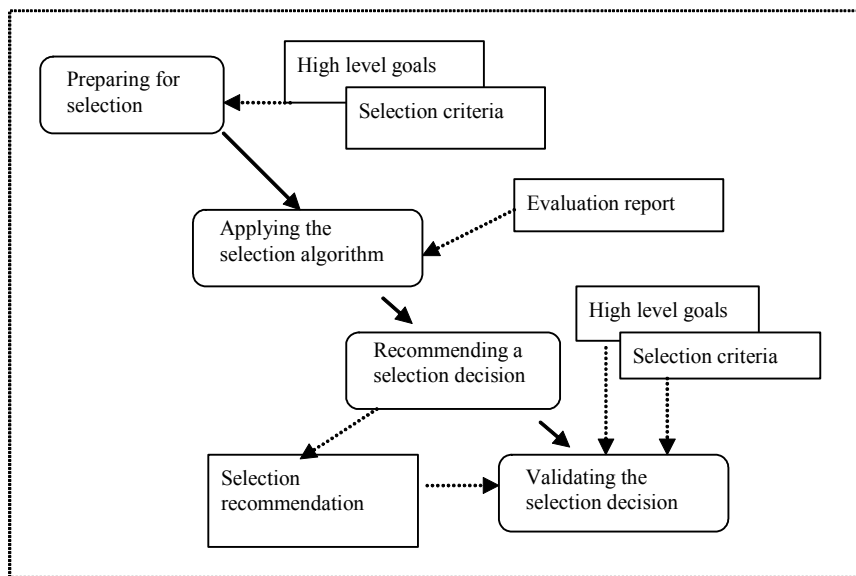 High level goals
Preparing for
selection
Selection criteria
Evaluation report
Applying the
selection algorithm
High level goals
Recommending a
selection decision
Selection criteria
Selection
recommendation
Validating the
selection decision